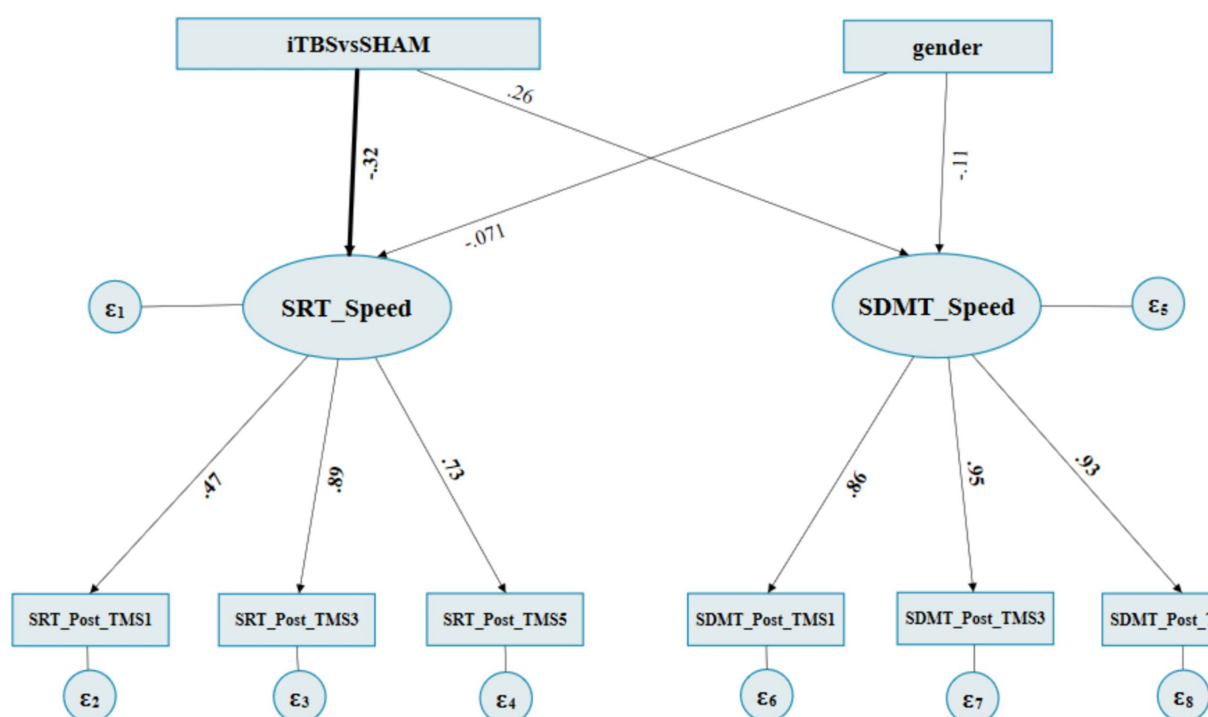 iTBSvsSHAM
gender
.26
-.32
-.11
-.071
SRT_Speed
SDMT_Speed
ε1
ε5
.47
.89
.73
.86
.95
.93
SRT_Post_TMS1
SRT_Post_TMS3
SRT_Post_TMS5
SDMT_Post_TMS1
SDMT_Post_TMS3
SDMT_Post_T
ε2
ε3
ε4
ε6
ε7
ε8